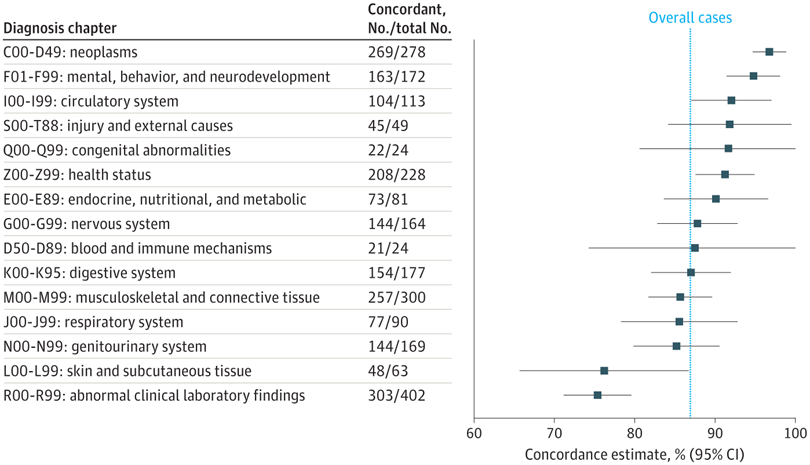 Diagnosis chapter
Concordant,
No./total No.
Overall cases
C00-D49: neoplasms 269/278
F01-F99: mental, behavior, and neurodevelopment 163/172
I00-I99: circulatory system 104/113
S00-T88: injury and external causes 45/49
Q00-Q99: congenital abnormalities 22/24
Z00-Z99: health status 208/228
E00-E89: endocrine, nutritional, and metabolic 73/81
G00-G99: nervous system 144/164
D50-D89: blood and immune mechanisms 21/24
K00-K95: digestive system 154/177
M00-M99: musculoskeletal and connective tissue 257/300
J00-J99: respiratory system 77/90
N00-N99: genitourinary system 144/169
L00-L99: skin and subcutaneous tissue 48/63
R00-R99: abnormal clinical laboratory findings 303/402
60 70 80 90 100
Concordance estimate, % (95% CI)